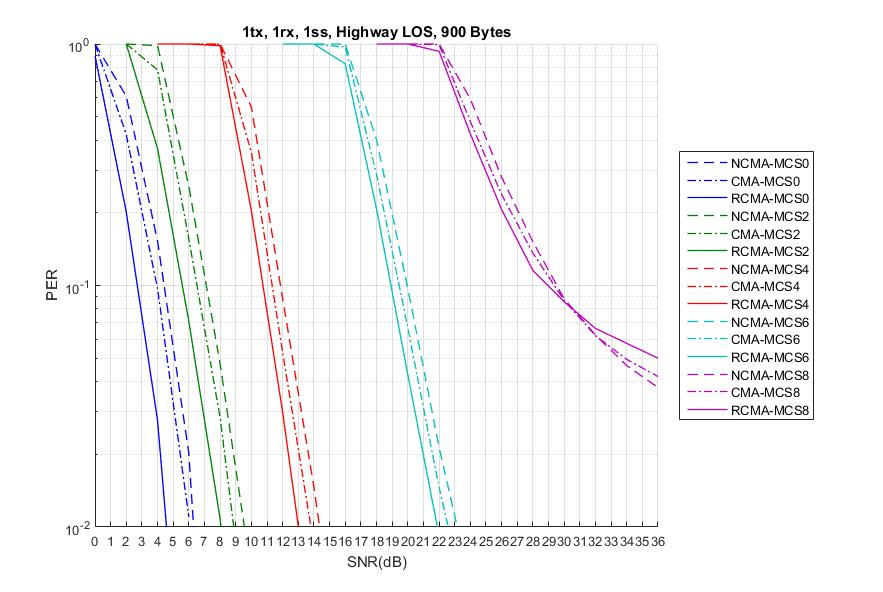 1tx, 1rx, 1ss, Highway LOS, 900 Bytes
10^0
10^-1
10^-2
PER
0 1 2 3 4 5 6 7 8 9 10 11 12 13 14 15 16 17 18 19 20 21 22 23 24 25 26 27 28 29 30 31 32 33 34 35 36
SNR(dB)
NCMA-MCS0
CMA-MCS0
RCMA-MCS0
NCMA-MCS2
CMA-MCS2
RCMA-MCS2
NCMA-MCS4
CMA-MCS4
RCMA-MCS4
NCMA-MCS6
CMA-MCS6
RCMA-MCS6
NCMA-MCS8
CMA-MCS8
RCMA-MCS8